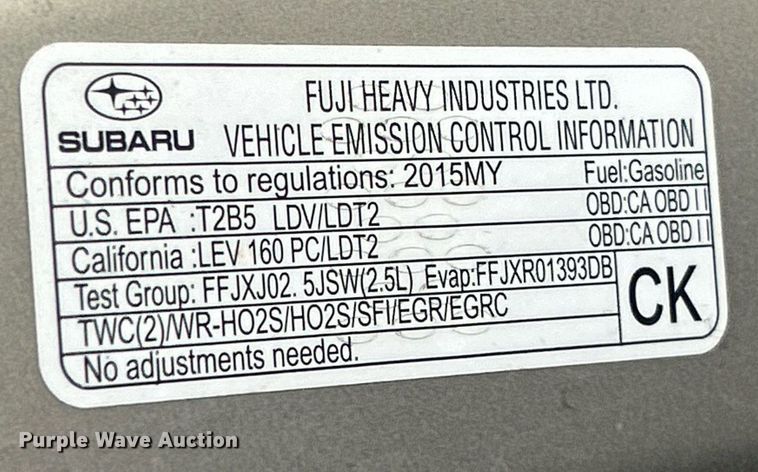 FUJI HEAVY INDUSTRIES LTD.
SUBARU
VEHICLE EMISSION CONTROL INFORMATION
Conforms to regulations: 2015MY Fuel:Gasoline
U.S. EPA :T2B5 LDV/LDT2 OBD:CA OBD II
California :LEV 160 PC/LDT2 OBD:CA OBD II
Test Group: FFJXJ02. 5JSW(2.5L) Evap:FFJXR01393DB
TWC(2)/WR-HO2S/HO2S/SFI/EGR/EGRC
CK
No adjustments needed.
Purple Wave Auction